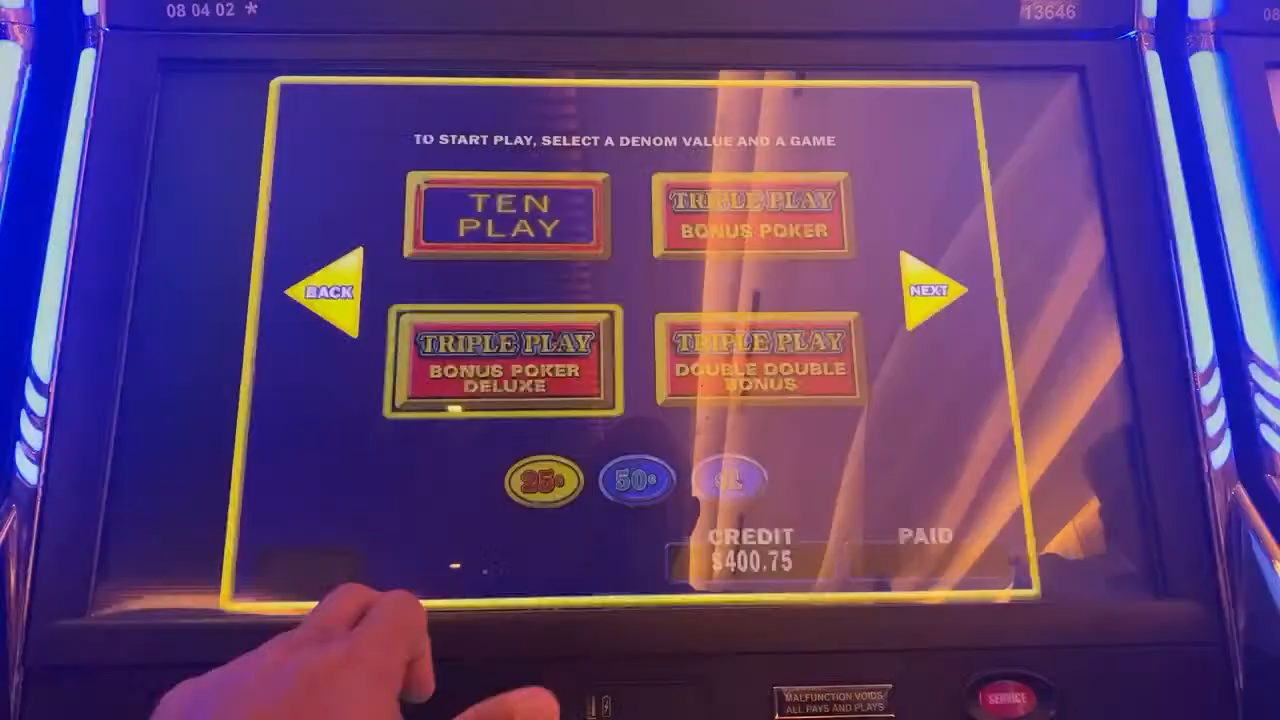 08 04 02 *
13646
08
TO START PLAY, SELECT A DENOM VALUE AND A GAME
TEN
PLAY
TRIPLE PLAY
BONUS POKER
BACK
NEXT
TRIPLE PLAY
BONUS POKER
DELUXE
TRIPLE PLAY
DOUBLE DOUBLE
BONUS
25¢
50¢
$1
CREDIT
PAID
$400.75
MALFUNCTION VOIDS
ALL PAYS AND PLAYS
SERVICE